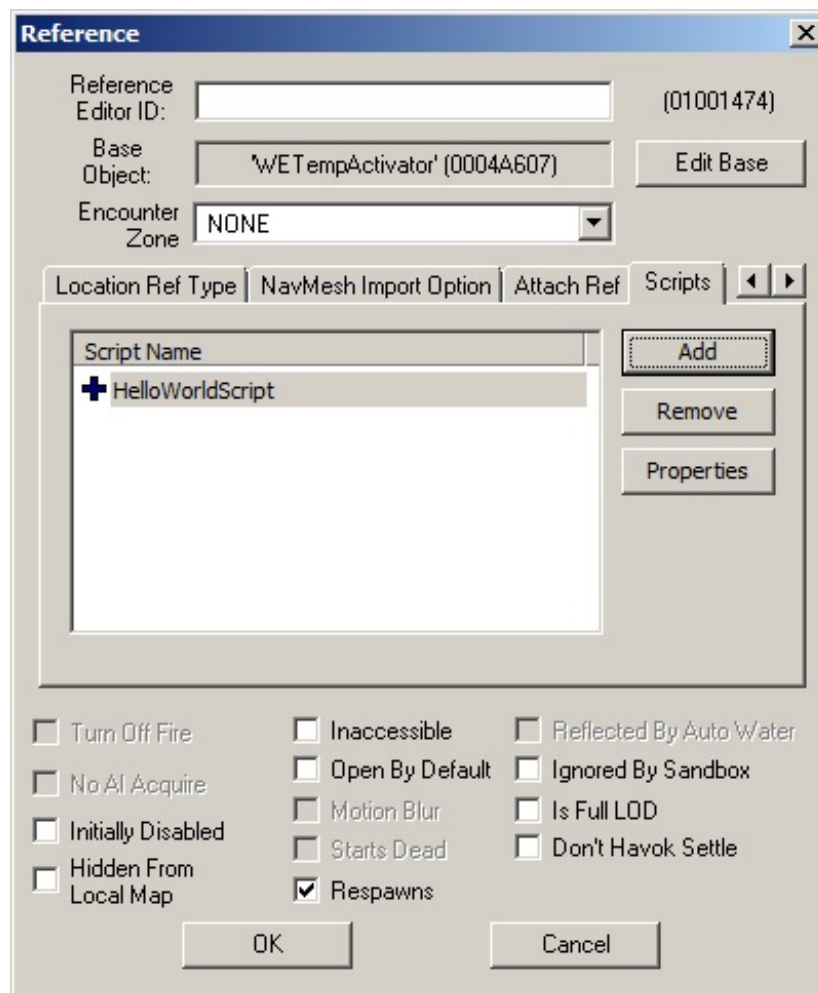 Reference
Reference
Editor ID:
(01001474)
Base
Object:
'WETempActivator' (0004A607)
Edit Base
Encounter
Zone
NONE
Location Ref Type
NavMesh Import Option
Attach Ref
Scripts
Script Name
HelloWorldScript
Add
Remove
Properties
Turn Off Fire
Inaccessible
Reflected By Auto Water
No AI Acquire
Open By Default
Ignored By Sandbox
Motion Blur
Is Full LOD
Initially Disabled
Starts Dead
Don't Havok Settle
Hidden From
Local Map
Respawns
OK
Cancel